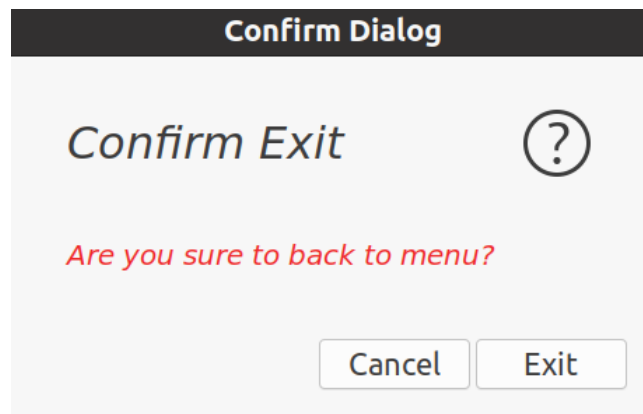 Confirm Dialog
Confirm Exit
?
Are you sure to back to menu?
Cancel Exit